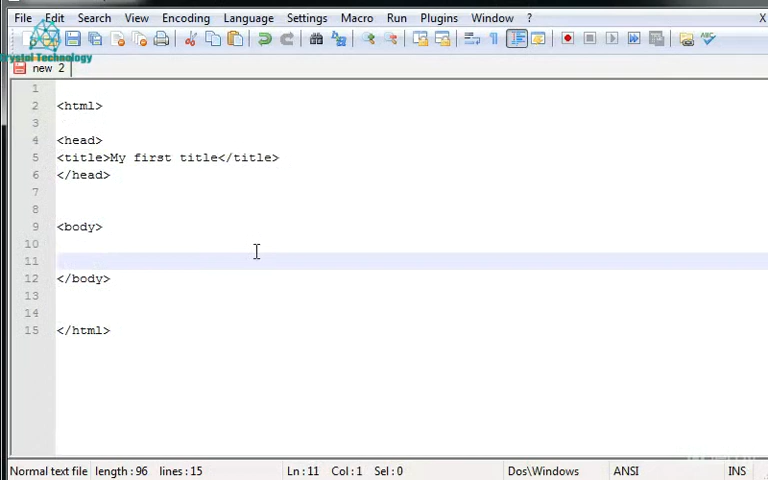 File Edit Search View Encoding Language Settings Macro Run Plugins Window ? X
Krystal Technology
new 2
1
2 <html>
3
4 <head>
5 <title>My first title</title>
6 </head>
7
8
9 <body>
10
11
12 </body>
13
14
15 </html>
Normal text file length : 96 lines : 15 Ln : 11 Col : 1 Sel : 0 Dos\Windows ANSI INS